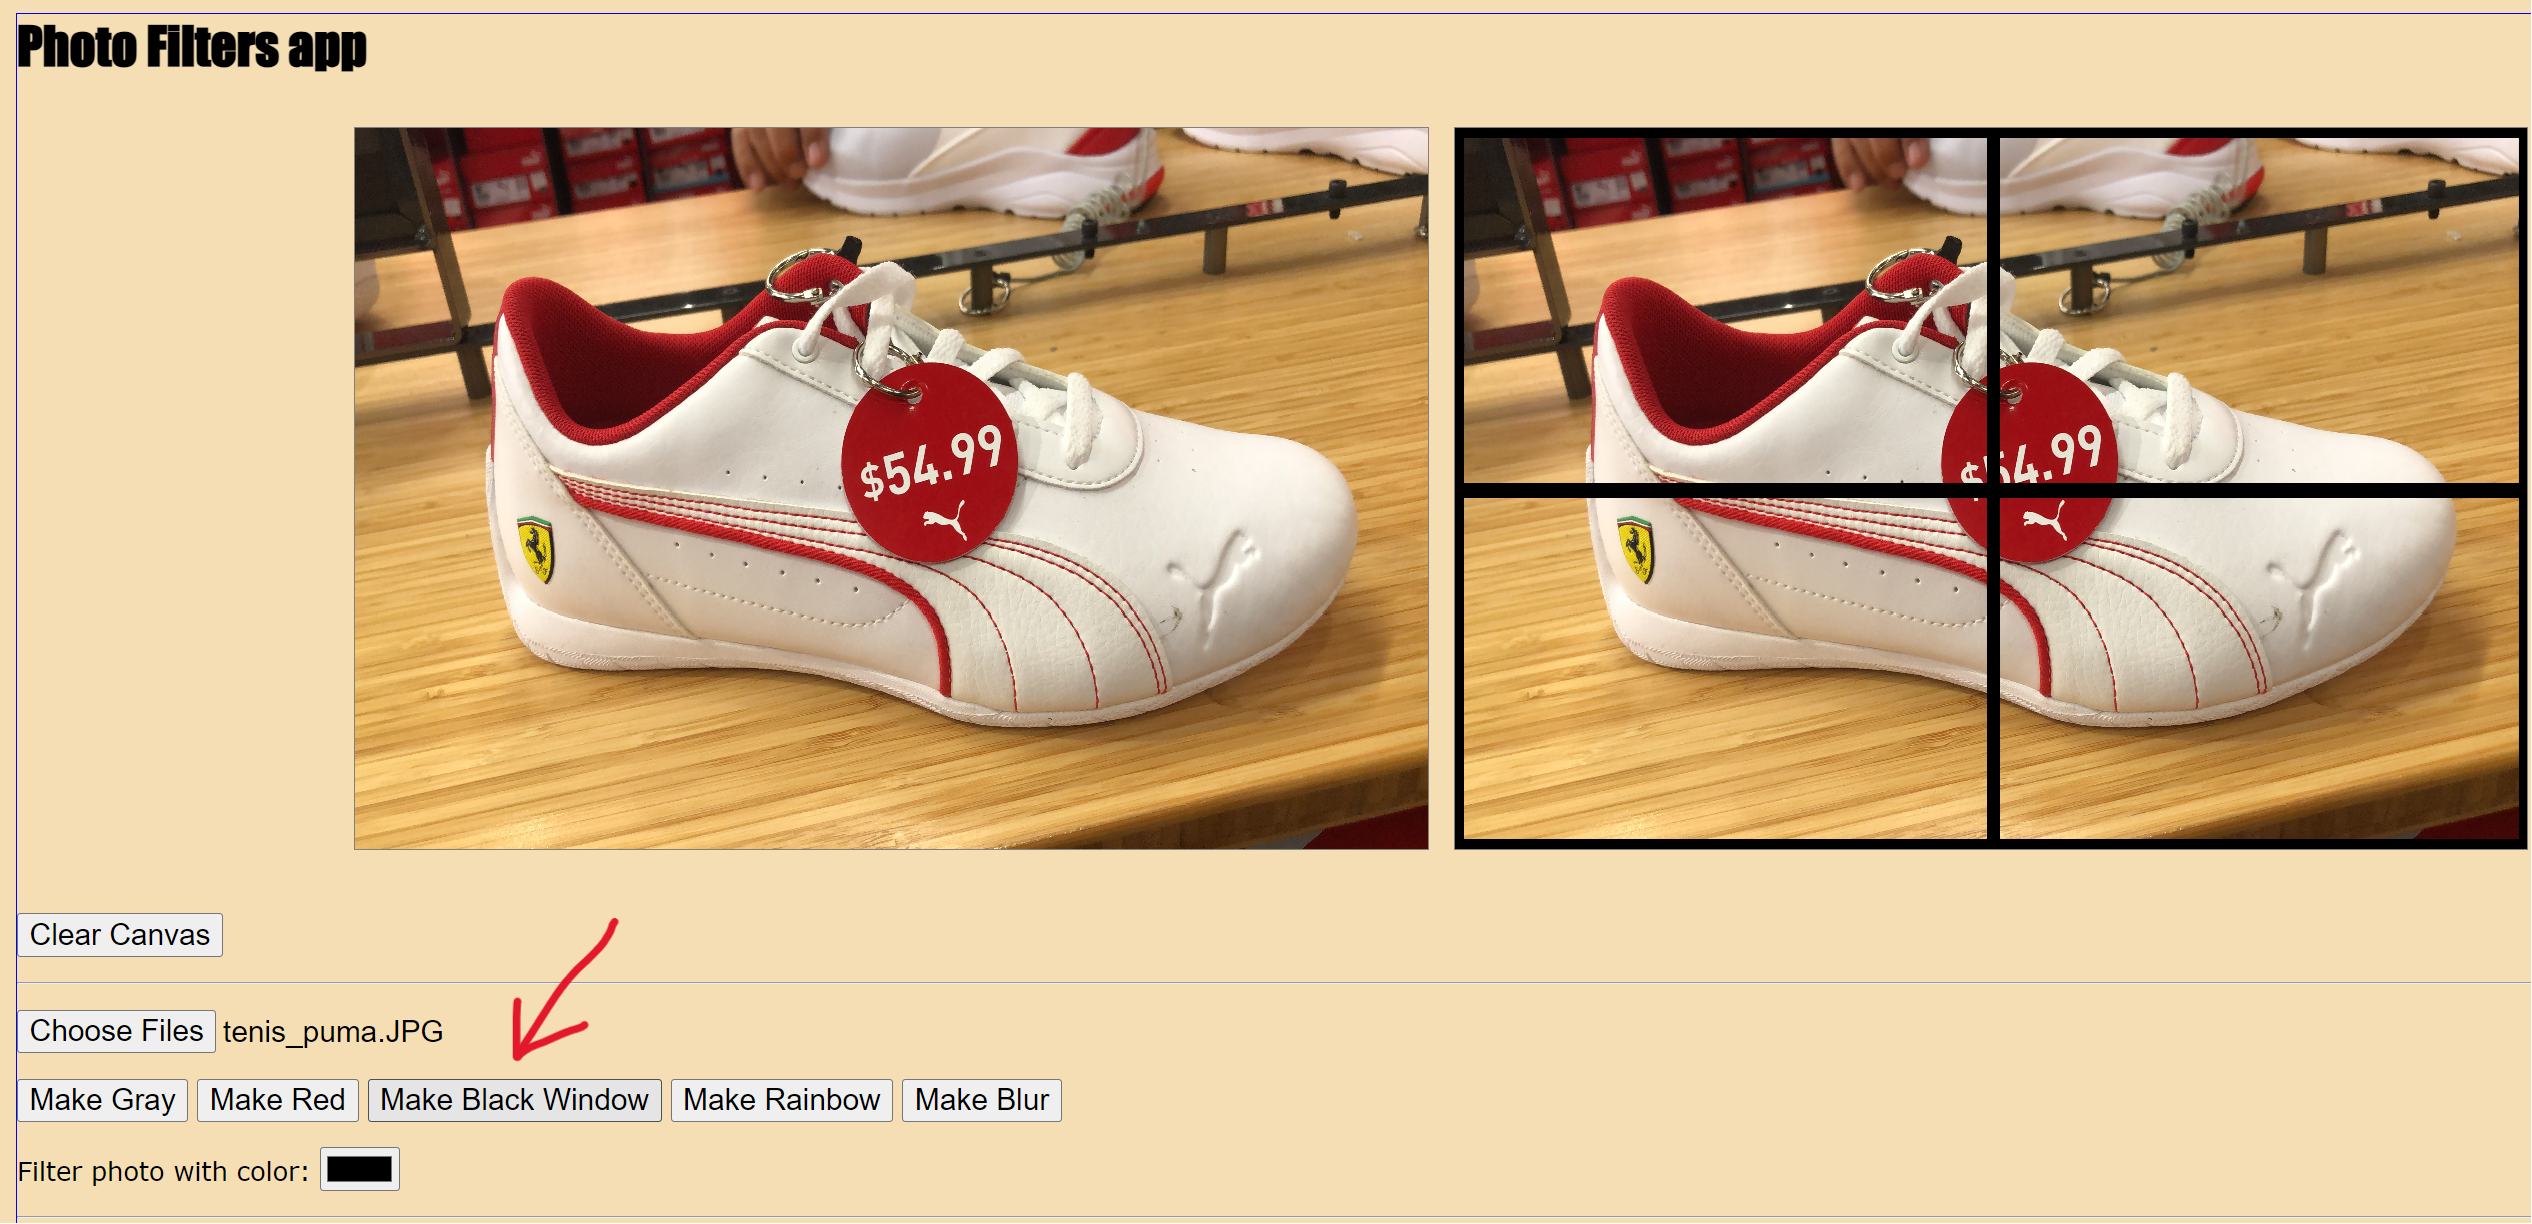 Photo Filters app
$54.99
$54.99
Clear Canvas
Choose Files tenis_puma.JPG
Make Gray Make Red Make Black Window Make Rainbow Make Blur
Filter photo with color: